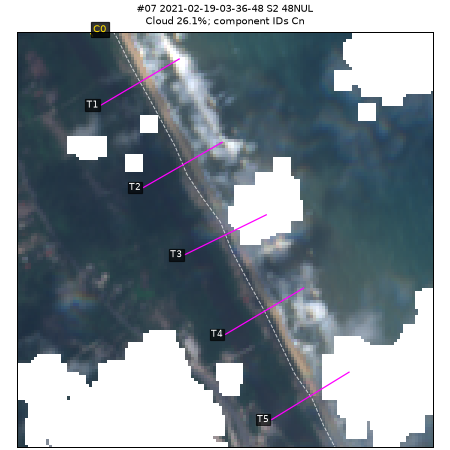 #07 2021-02-19-03-36-48 S2 48NUL
Cloud 26.1%; component IDs Cn
C0
T1
T2
T3
T4
T5